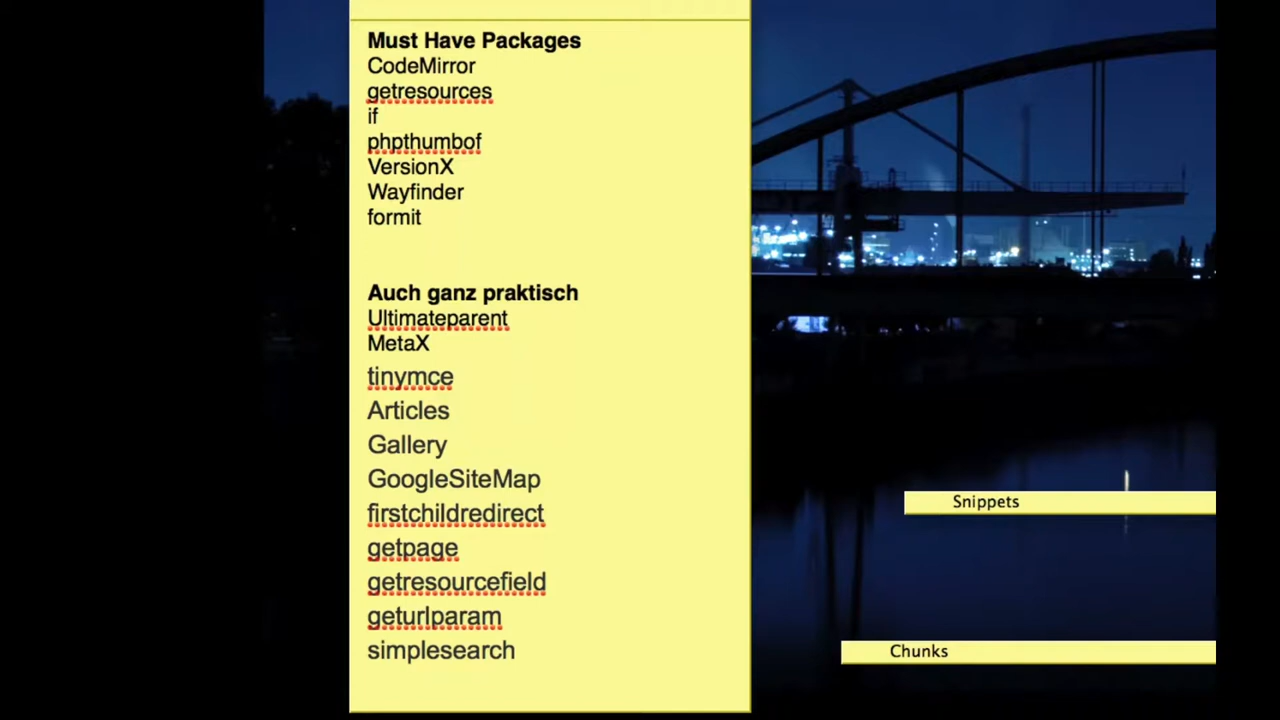 Must Have Packages
CodeMirror
getresources
if
phpthumbof
VersionX
Wayfinder
formit
Auch ganz praktisch
Ultimateparent
MetaX
tinymce
Articles
Gallery
GoogleSiteMap
firstchildredirect
getpage
getresourcefield
geturlparam
simplesearch
Snippets
Chunks